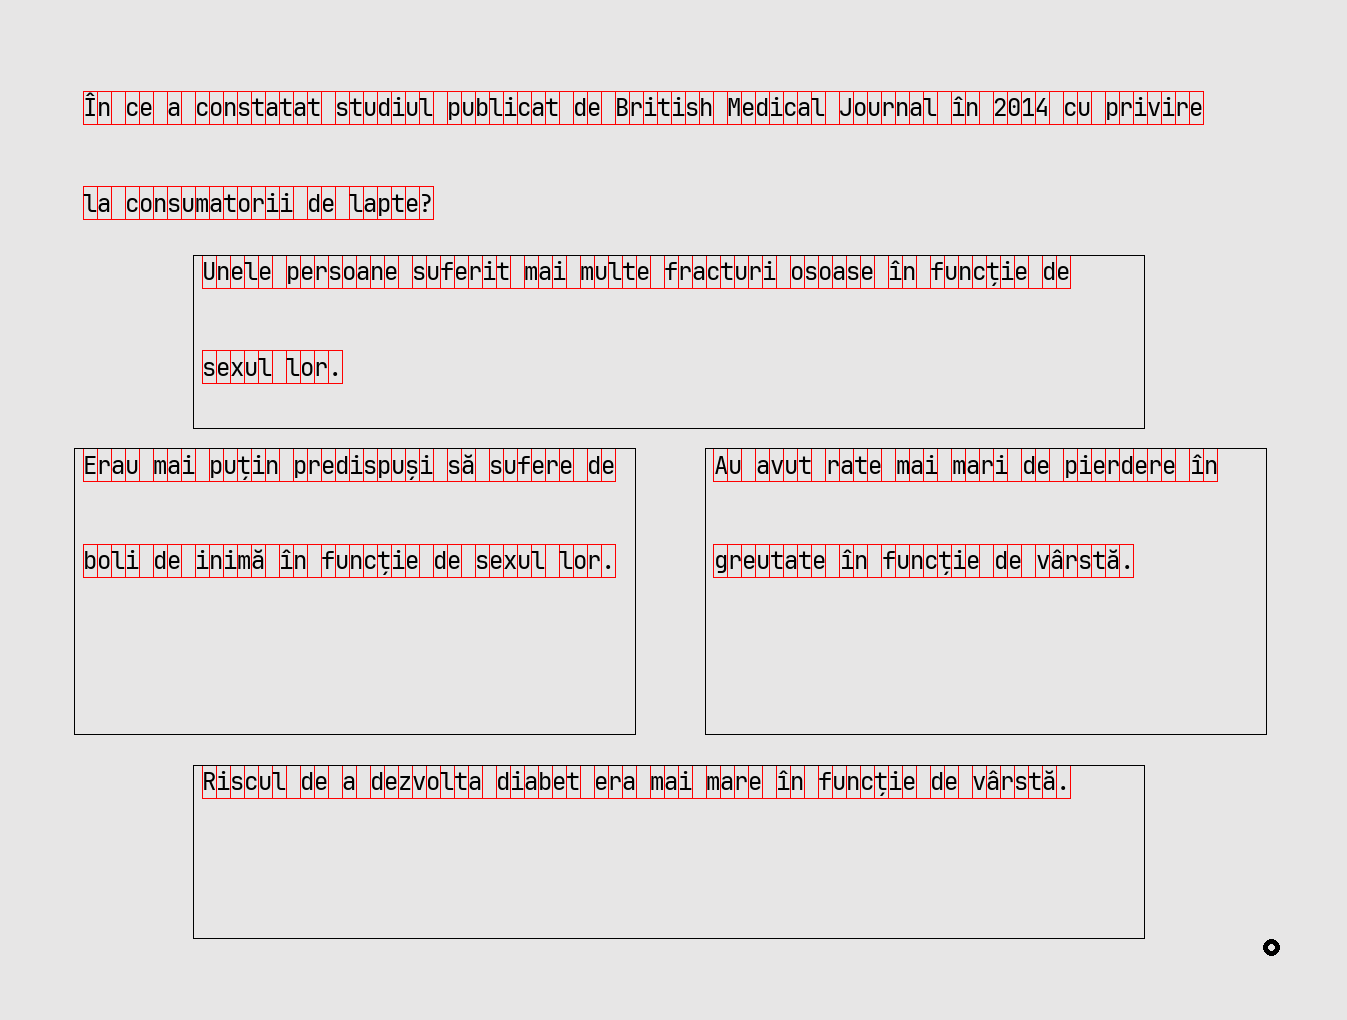 În ce a constatat studiul publicat de British Medical Journal în 2014 cu privire
la consumatorii de lapte?
Unele persoane suferit mai multe fracturi osoase în funcție de
sexul lor.
Erau mai puțin predispuși să sufere de
boli de inimă în funcție de sexul lor.
Au avut rate mai mari de pierdere în
greutate în funcție de vârstă.
Riscul de a dezvolta diabet era mai mare în funcție de vârstă.